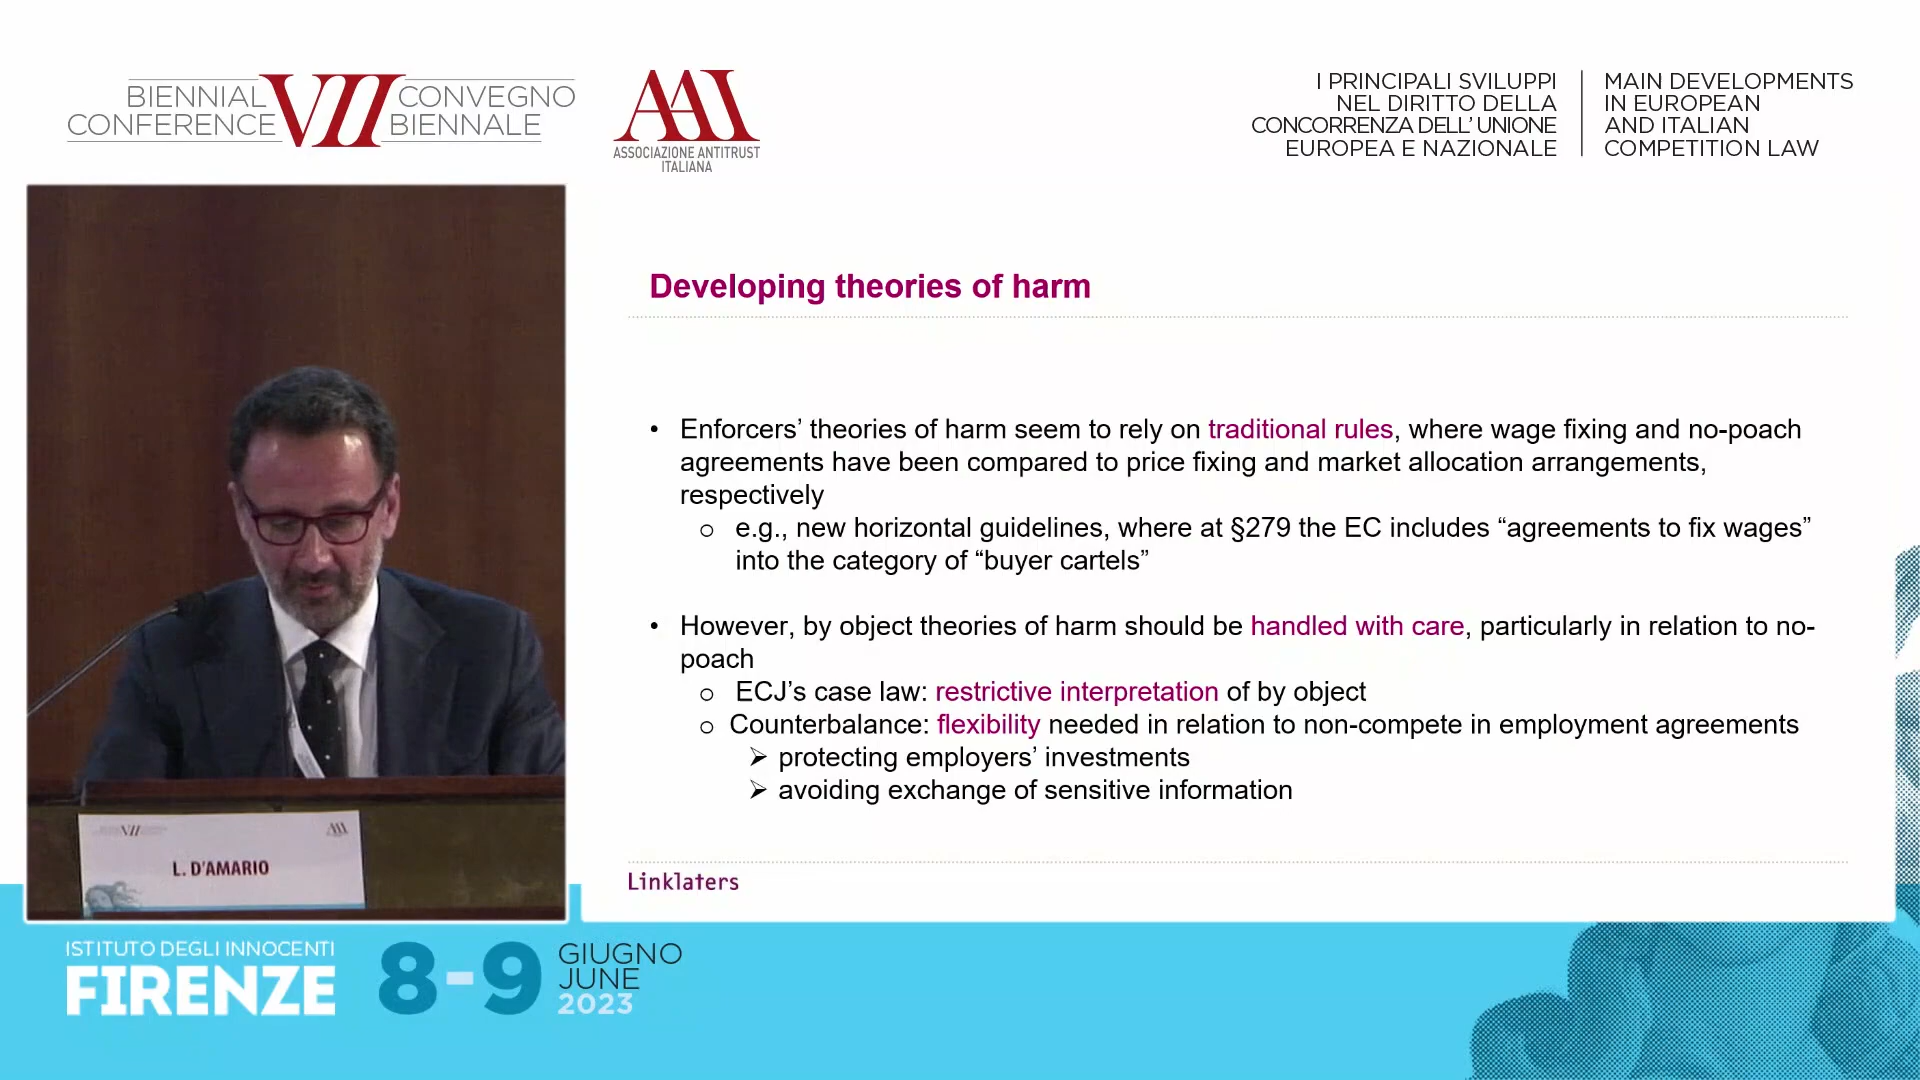 BIENNIAL CONFERENCE
VII
CONVEGNO BIENNALE
AAI
ASSOCIAZIONE ANTITRUST
ITALIANA
I PRINCIPALI SVILUPPI
NEL DIRITTO DELLA
CONCORRENZA DELL' UNIONE
EUROPEA E NAZIONALE
MAIN DEVELOPMENTS
IN EUROPEAN
AND ITALIAN
COMPETITION LAW
Developing theories of harm
• Enforcers’ theories of harm seem to rely on traditional rules, where wage fixing and no-poach
agreements have been compared to price fixing and market allocation arrangements,
respectively
o e.g., new horizontal guidelines, where at §279 the EC includes “agreements to fix wages”
into the category of “buyer cartels”
• However, by object theories of harm should be handled with care, particularly in relation to no-
poach
o ECJ’s case law: restrictive interpretation of by object
o Counterbalance: flexibility needed in relation to non-compete in employment agreements
➢ protecting employers’ investments
➢ avoiding exchange of sensitive information
Linklaters
VII
AAI
L. D'AMARIO
ISTITUTO DEGLI INNOCENTI
FIRENZE
8-9
GIUGNO
JUNE
2023